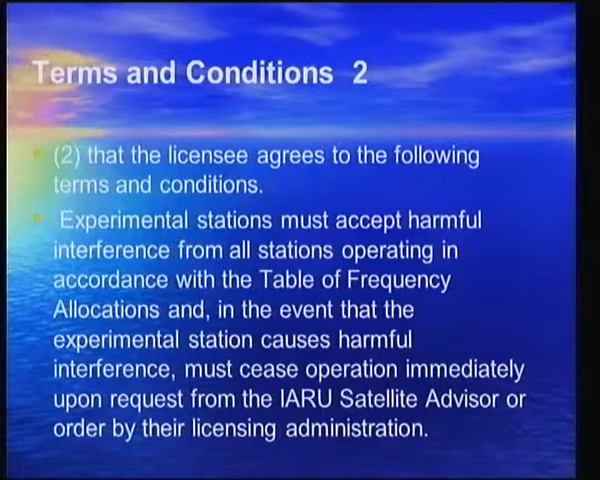 Terms and Conditions 2
(2) that the licensee agrees to the following
terms and conditions.
Experimental stations must accept harmful
interference from all stations operating in
accordance with the Table of Frequency
Allocations and, in the event that the
experimental station causes harmful
interference, must cease operation immediately
upon request from the IARU Satellite Advisor or
order by their licensing administration.